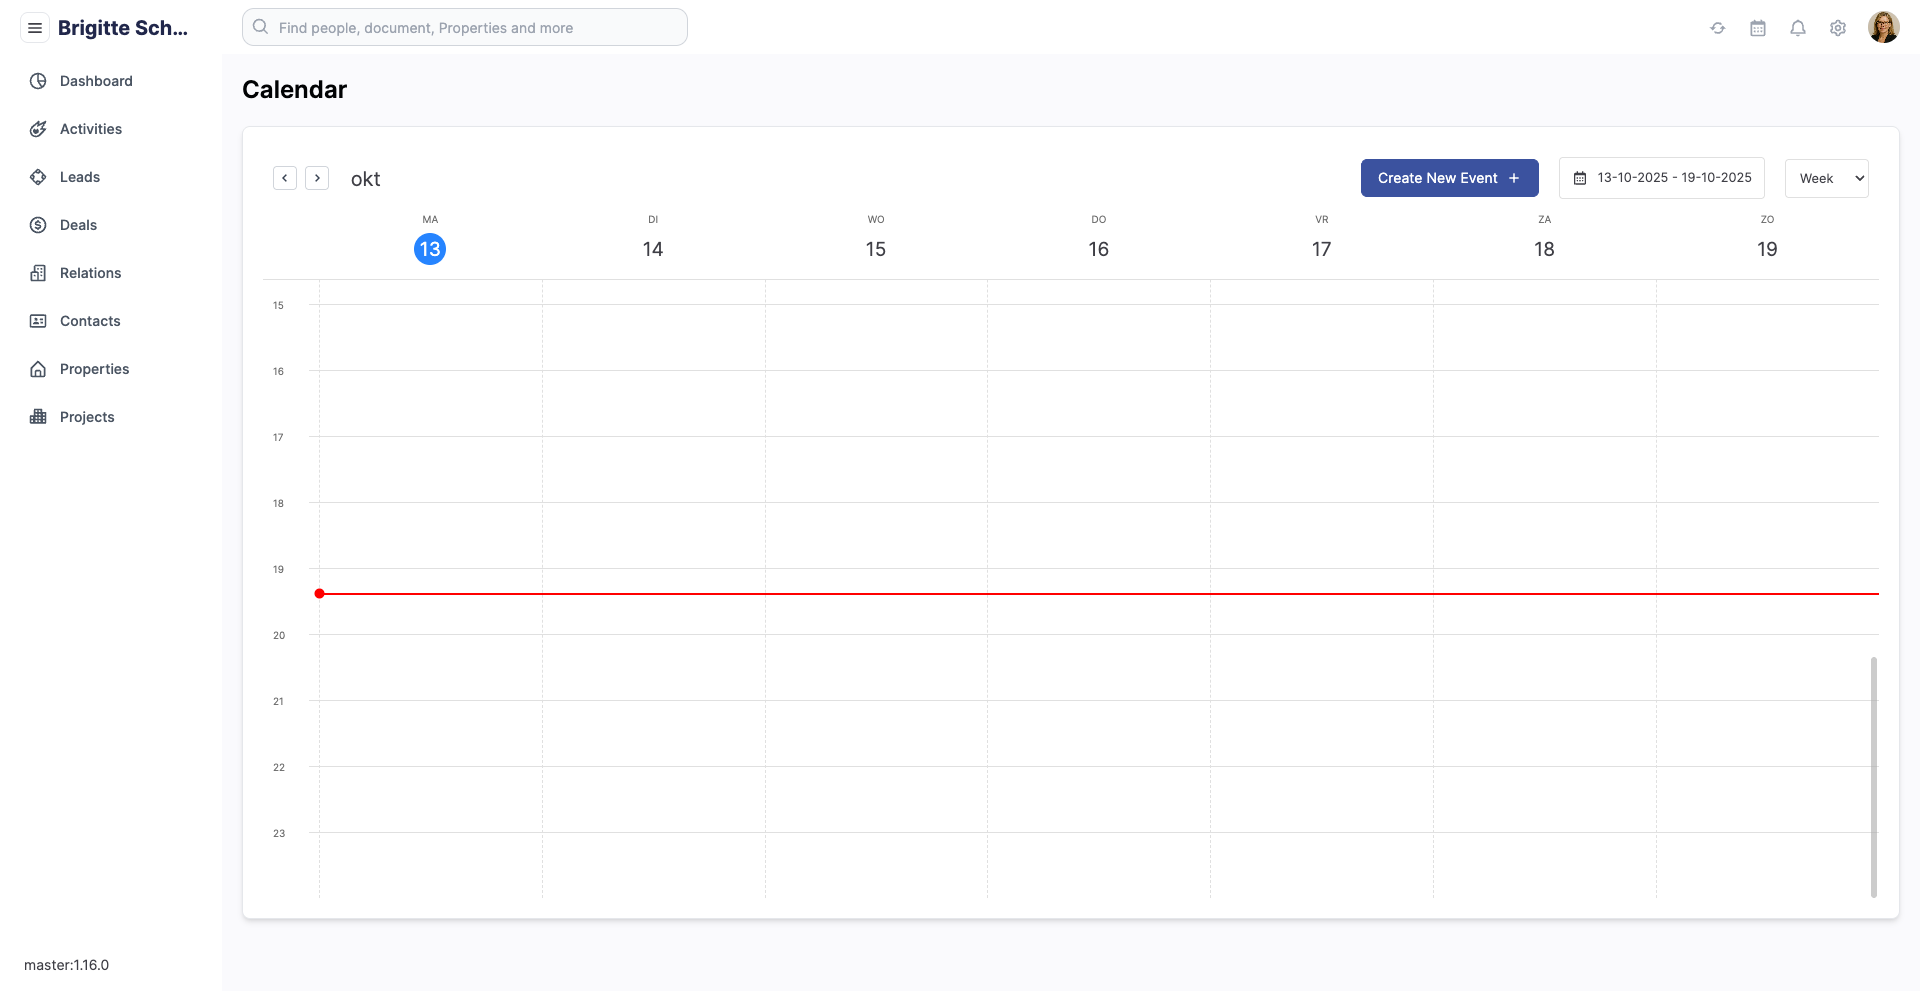 Brigitte Sch...
Find people, document, Properties and more
Dashboard
Activities
Leads
Deals
Relations
Contacts
Properties
Projects
master:1.16.0
Calendar
okt
Create New Event +
13-10-2025 - 19-10-2025
Week
MA DI WO DO VR ZA ZO
13 14 15 16 17 18 19
15
16
17
18
19
20
21
22
23